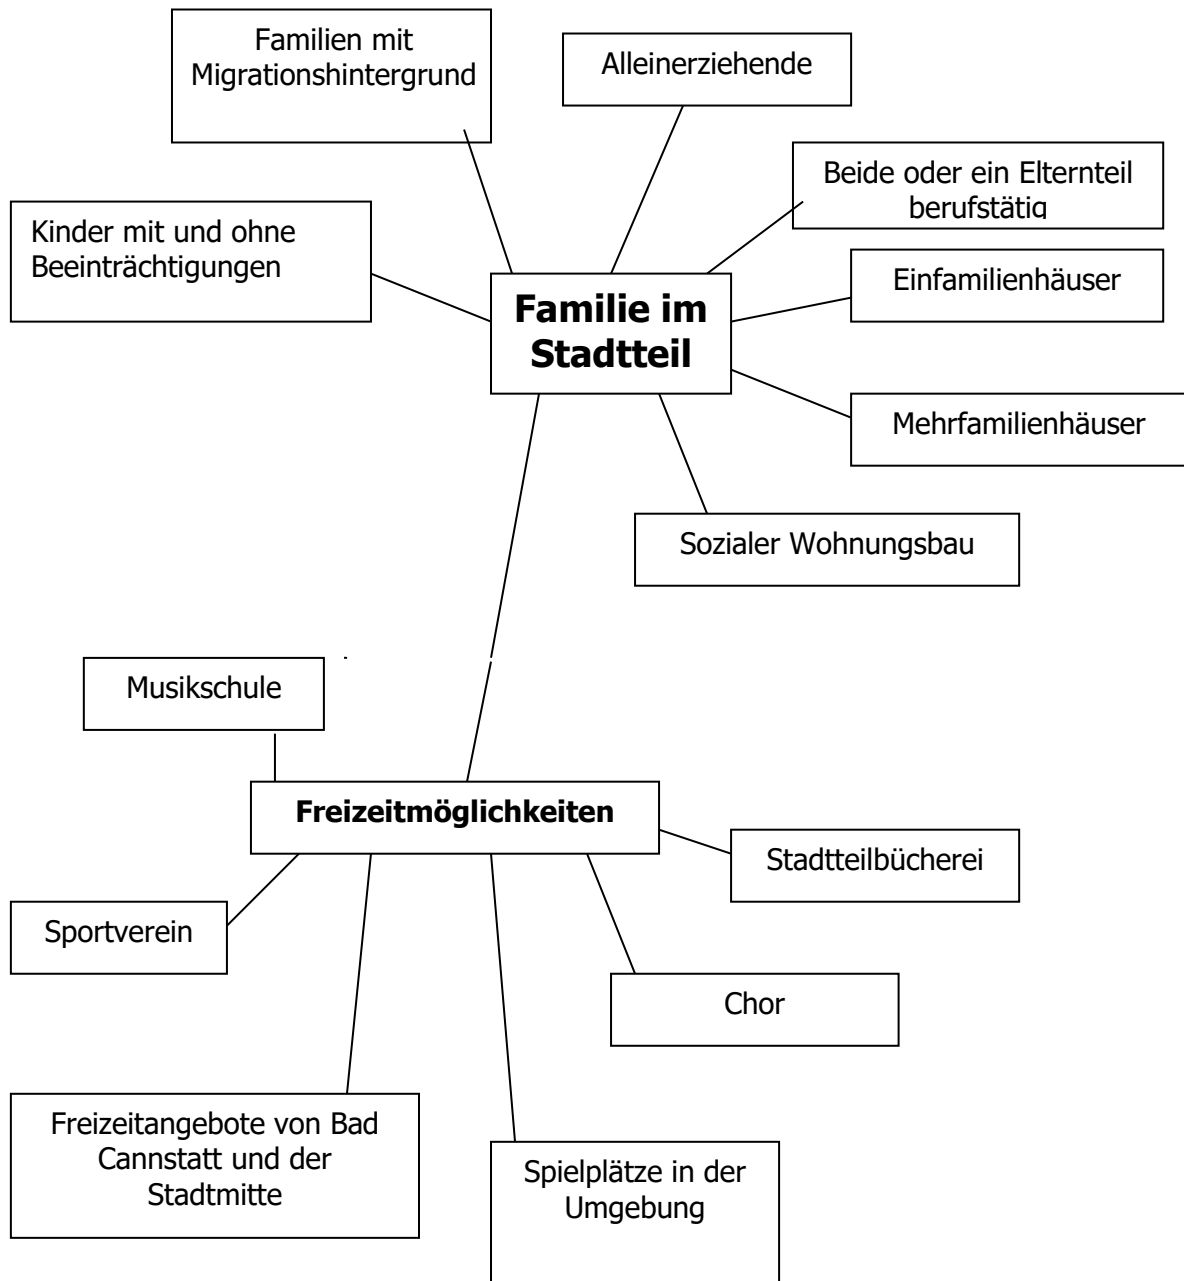 Familien mit
Migrationshintergrund
Alleinerziehende
Beide oder ein Elternteil
berufstätig
Kinder mit und ohne
Beeinträchtigungen
Einfamilienhäuser
Familie im
Stadtteil
Mehrfamilienhäuser
Sozialer Wohnungsbau
Musikschule
Freizeitmöglichkeiten
Stadtteilbücherei
Sportverein
Chor
Freizeitangebote von Bad
Cannstatt und der
Stadtmitte
Spielplätze in der
Umgebung